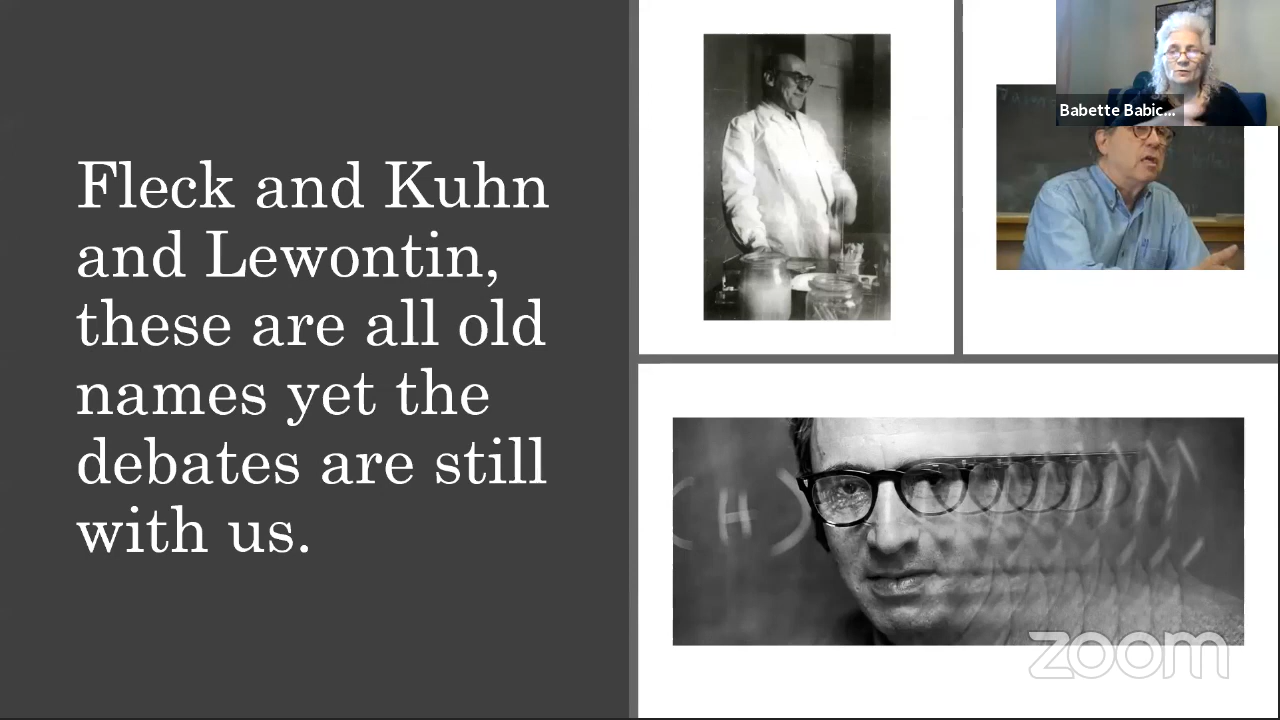 Fleck and Kuhn
and Lewontin,
these are all old
names yet the
debates are still
with us.
Babette Babic...
(H)
zoom